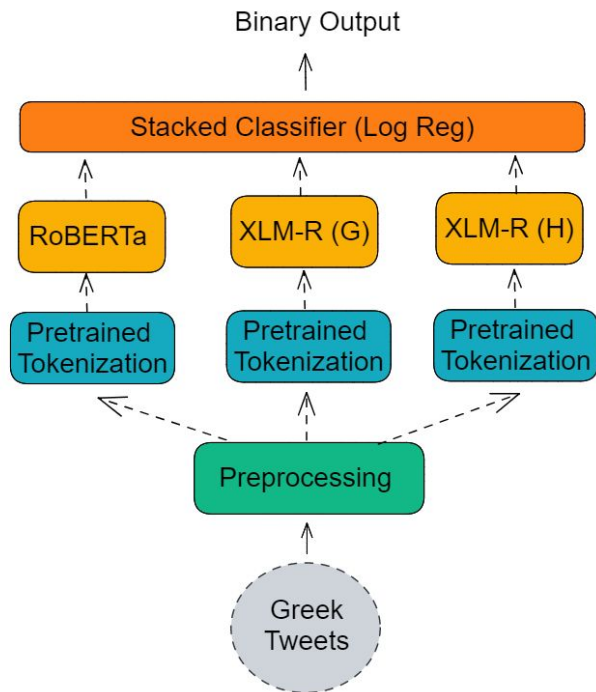 Binary Output
Stacked Classifier (Log Reg)
RoBERTa
XLM-R (G)
XLM-R (H)
Pretrained
Tokenization
Pretrained
Tokenization
Pretrained
Tokenization
Preprocessing
Greek
Tweets